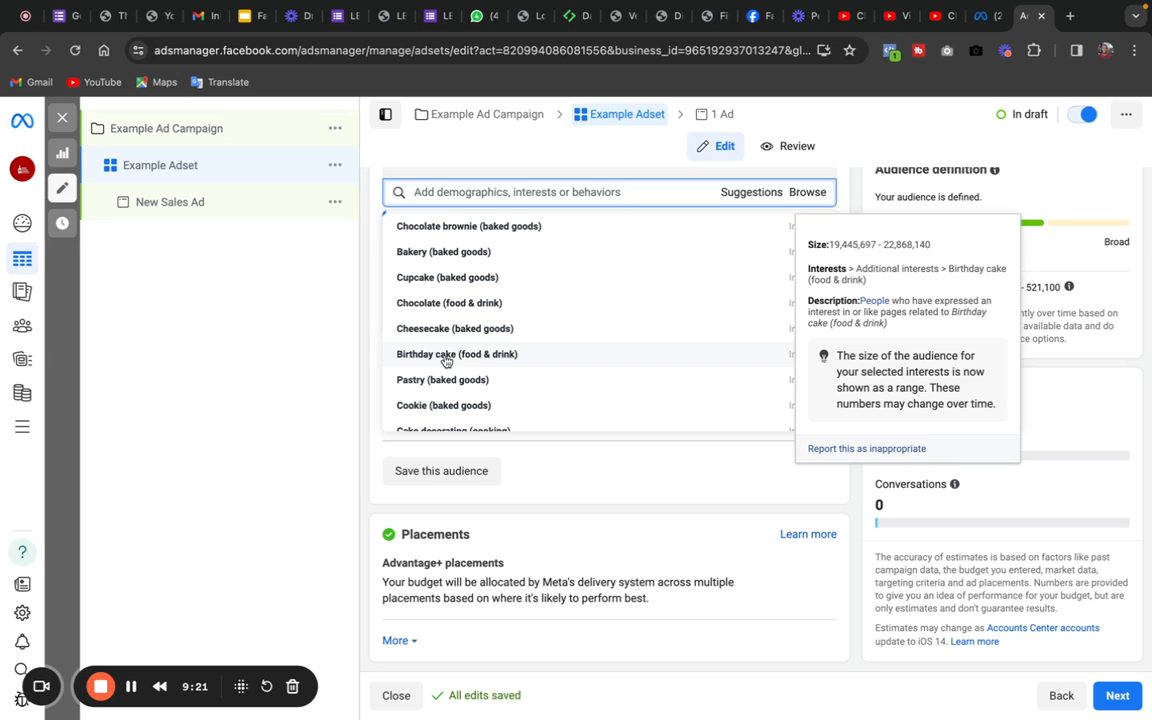 adsmanager.facebook.com/adsmanager/manage/adsets/edit?act=820994086081556&business_id=965192937013247&gl...
Gmail
YouTube
Maps
Translate
Example Ad Campaign
Example Adset
New Sales Ad
Example Ad Campaign
Example Adset
1 Ad
In draft
Edit
Review
Add demographics, interests or behaviors
Suggestions
Browse
Chocolate brownie (baked goods)
Bakery (baked goods)
Cupcake (baked goods)
Chocolate (food & drink)
Cheesecake (baked goods)
Birthday cake (food & drink)
Pastry (baked goods)
Cookie (baked goods)
Cake decorating (cooking)
Size:19,445,697 - 22,868,140
Interests > Additional interests > Birthday cake
(food & drink)
Description:People who have expressed an
interest in or like pages related to Birthday
cake (food & drink)
The size of the audience for
your selected interests is now
shown as a range. These
numbers may change over time.
Report this as inappropriate
Audience definition
Your audience is defined.
Broad
- 521,100
ntly over time based on
available data and do
ce options.
Save this audience
Conversations
0
Placements
Learn more
Advantage+ placements
Your budget will be allocated by Meta's delivery system across multiple
placements based on where it's likely to perform best.
More
The accuracy of estimates is based on factors like past
campaign data, the budget you entered, market data,
targeting criteria and ad placements. Numbers are provided
to give you an idea of performance for your budget, but are
only estimates and don't guarantee results.
Estimates may change as Accounts Center accounts
update to iOS 14. Learn more
9:21
Close
All edits saved
Back
Next